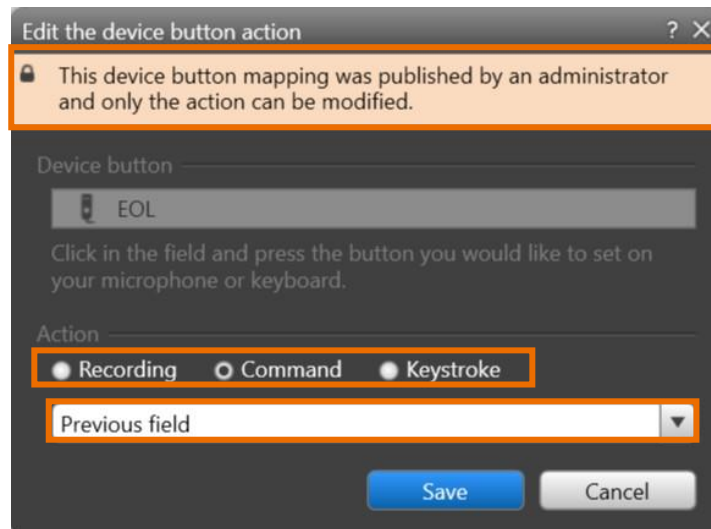 Edit the device button action ? X
This device button mapping was published by an administrator
and only the action can be modified.
Device button
EOL
Click in the field and press the button you would like to set on
your microphone or keyboard.
Action
Recording Command Keystroke
Previous field
Save Cancel